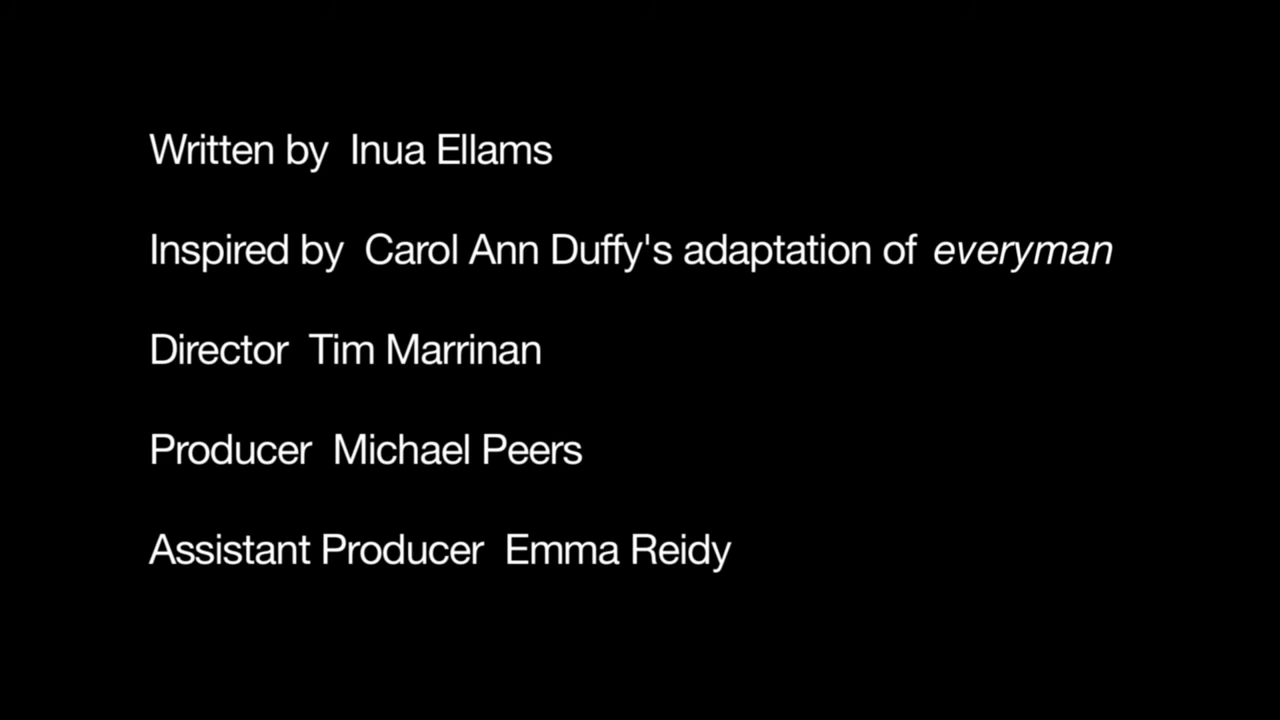 Written by Inua Ellams
Inspired by Carol Ann Duffy's adaptation of everyman
Director Tim Marrinan
Producer Michael Peers
Assistant Producer Emma Reidy